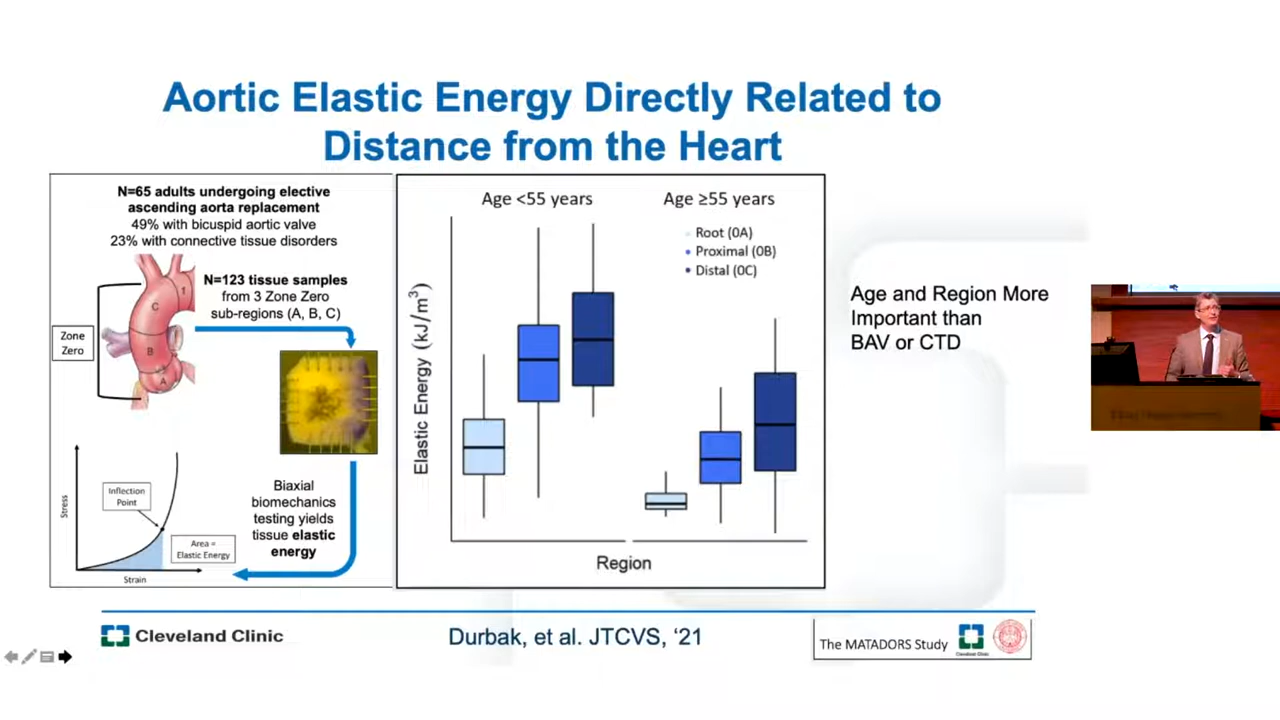 Aortic Elastic Energy Directly Related to
Distance from the Heart
N=65 adults undergoing elective
ascending aorta replacement
49% with bicuspid aortic valve
23% with connective tissue disorders
N=123 tissue samples
from 3 Zone Zero
sub-regions (A, B, C)
Zone
Zero
1
C
B
A
Stress
Inflection
Point
Area =
Elastic Energy
Strain
Biaxial
biomechanics
testing yields
tissue elastic
energy
Age <55 years
Age ≥55 years
Root (0A)
Proximal (0B)
Distal (0C)
Elastic Energy (kJ/m³)
Region
Age and Region More
Important than
BAV or CTD
Cleveland Clinic
Durbak, et al. JTCVS, ‘21
The MATADORS Study
Cleveland Clinic